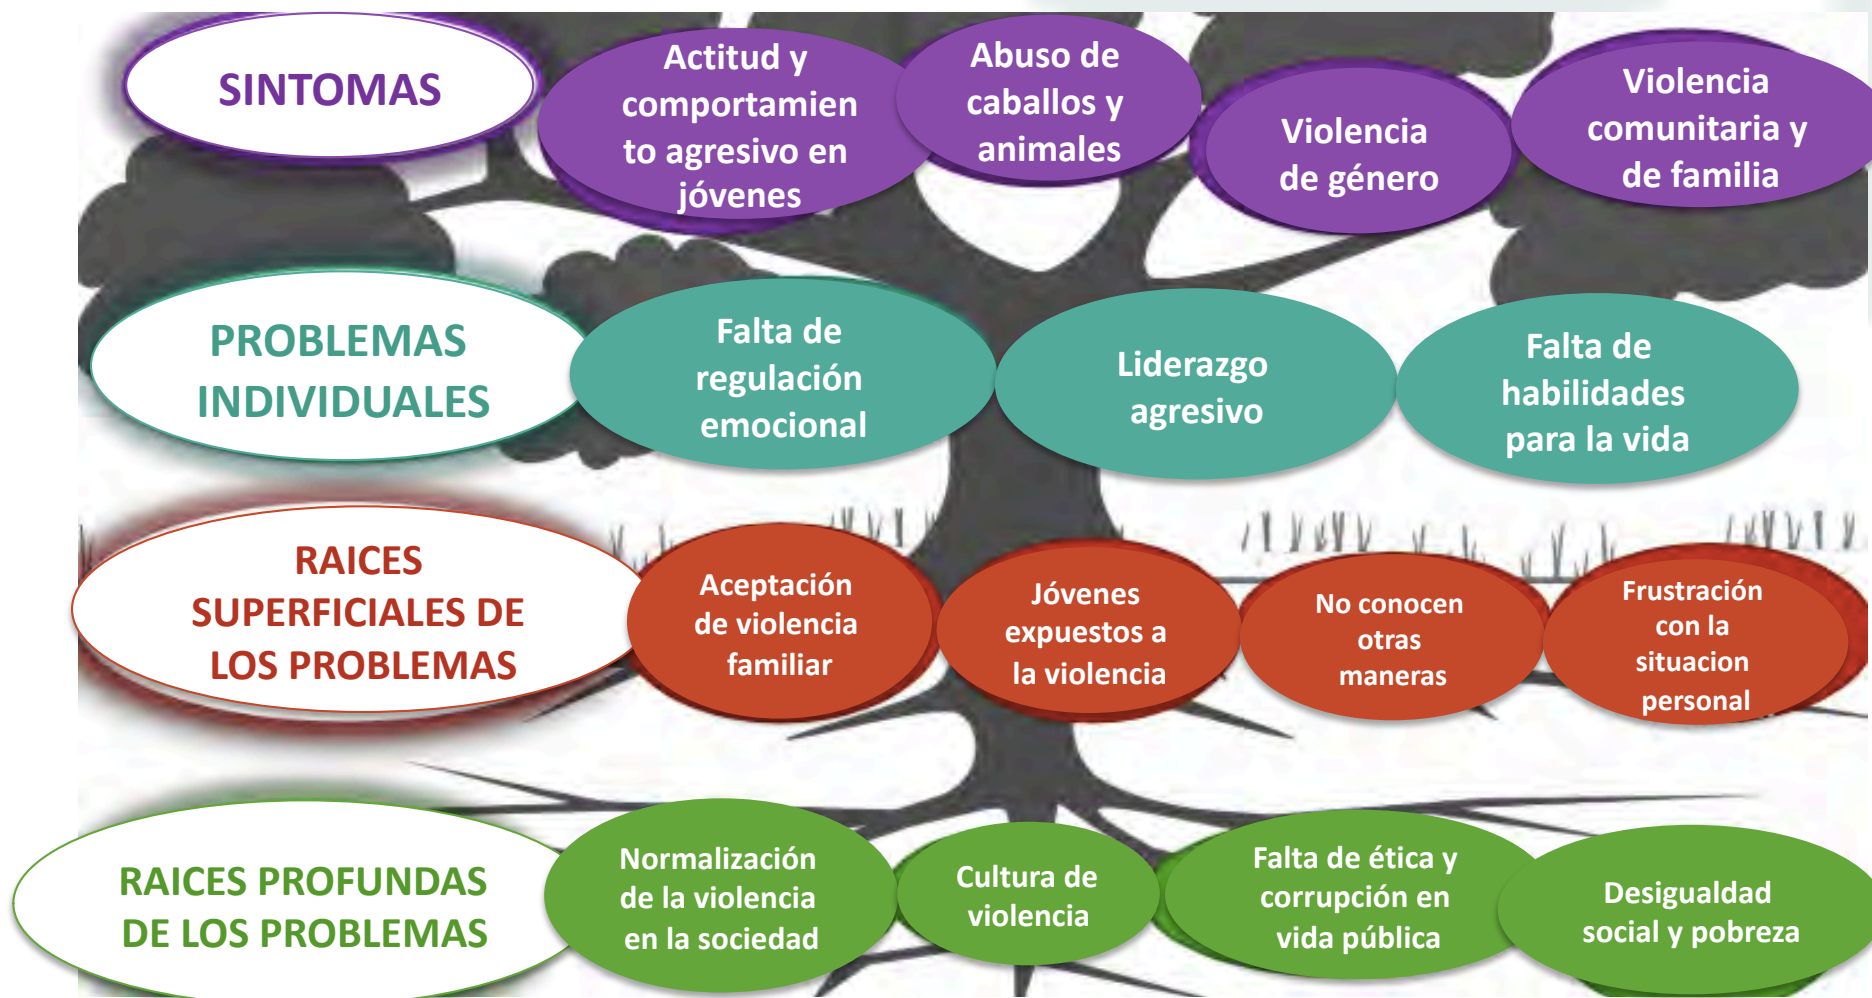 SINTOMAS
Actitud y
comportamien
to agresivo en
jóvenes
Abuso de
caballos y
animales
Violencia
de género
Violencia
comunitaria y
de familia
PROBLEMAS
INDIVIDUALES
Falta de
regulación
emocional
Liderazgo
agresivo
Falta de
habilidades
para la vida
RAICES
SUPERFICIALES DE
LOS PROBLEMAS
Aceptación
de violencia
familiar
Jóvenes
expuestos a
la violencia
No conocen
otras
maneras
Frustración
con la
situacion
personal
RAICES PROFUNDAS
DE LOS PROBLEMAS
Normalización
de la violencia
en la sociedad
Cultura de
violencia
Falta de ética y
corrupción en
vida pública
Desigualdad
social y pobreza